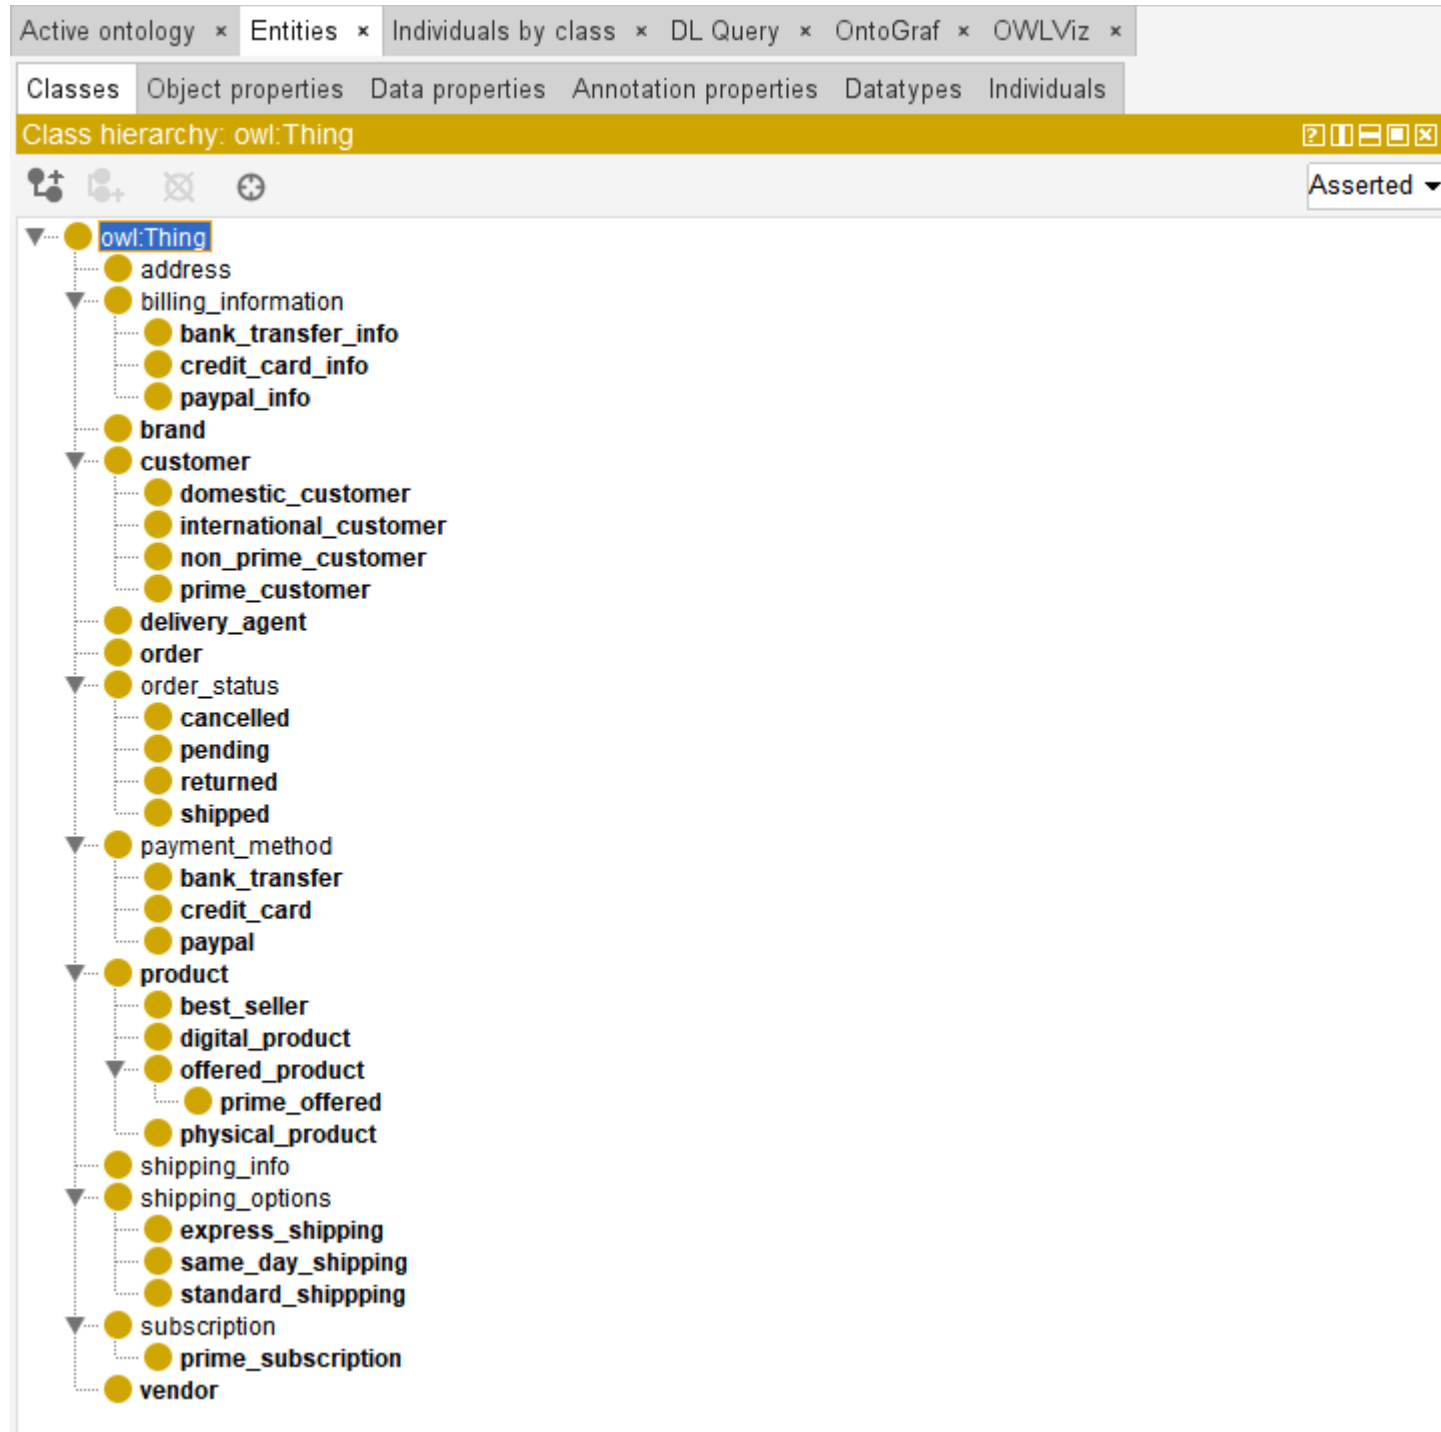 Active ontology × Entities × Individuals by class × DL Query × OntoGraf × OWLViz ×
Classes Object properties Data properties Annotation properties Datatypes Individuals
Class hierarchy: owl:Thing
Asserted
owl:Thing
address
billing_information
bank_transfer_info
credit_card_info
paypal_info
brand
customer
domestic_customer
international_customer
non_prime_customer
prime_customer
delivery_agent
order
order_status
cancelled
pending
returned
shipped
payment_method
bank_transfer
credit_card
paypal
product
best_seller
digital_product
offered_product
prime_offered
physical_product
shipping_info
shipping_options
express_shipping
same_day_shipping
standard_shippping
subscription
prime_subscription
vendor